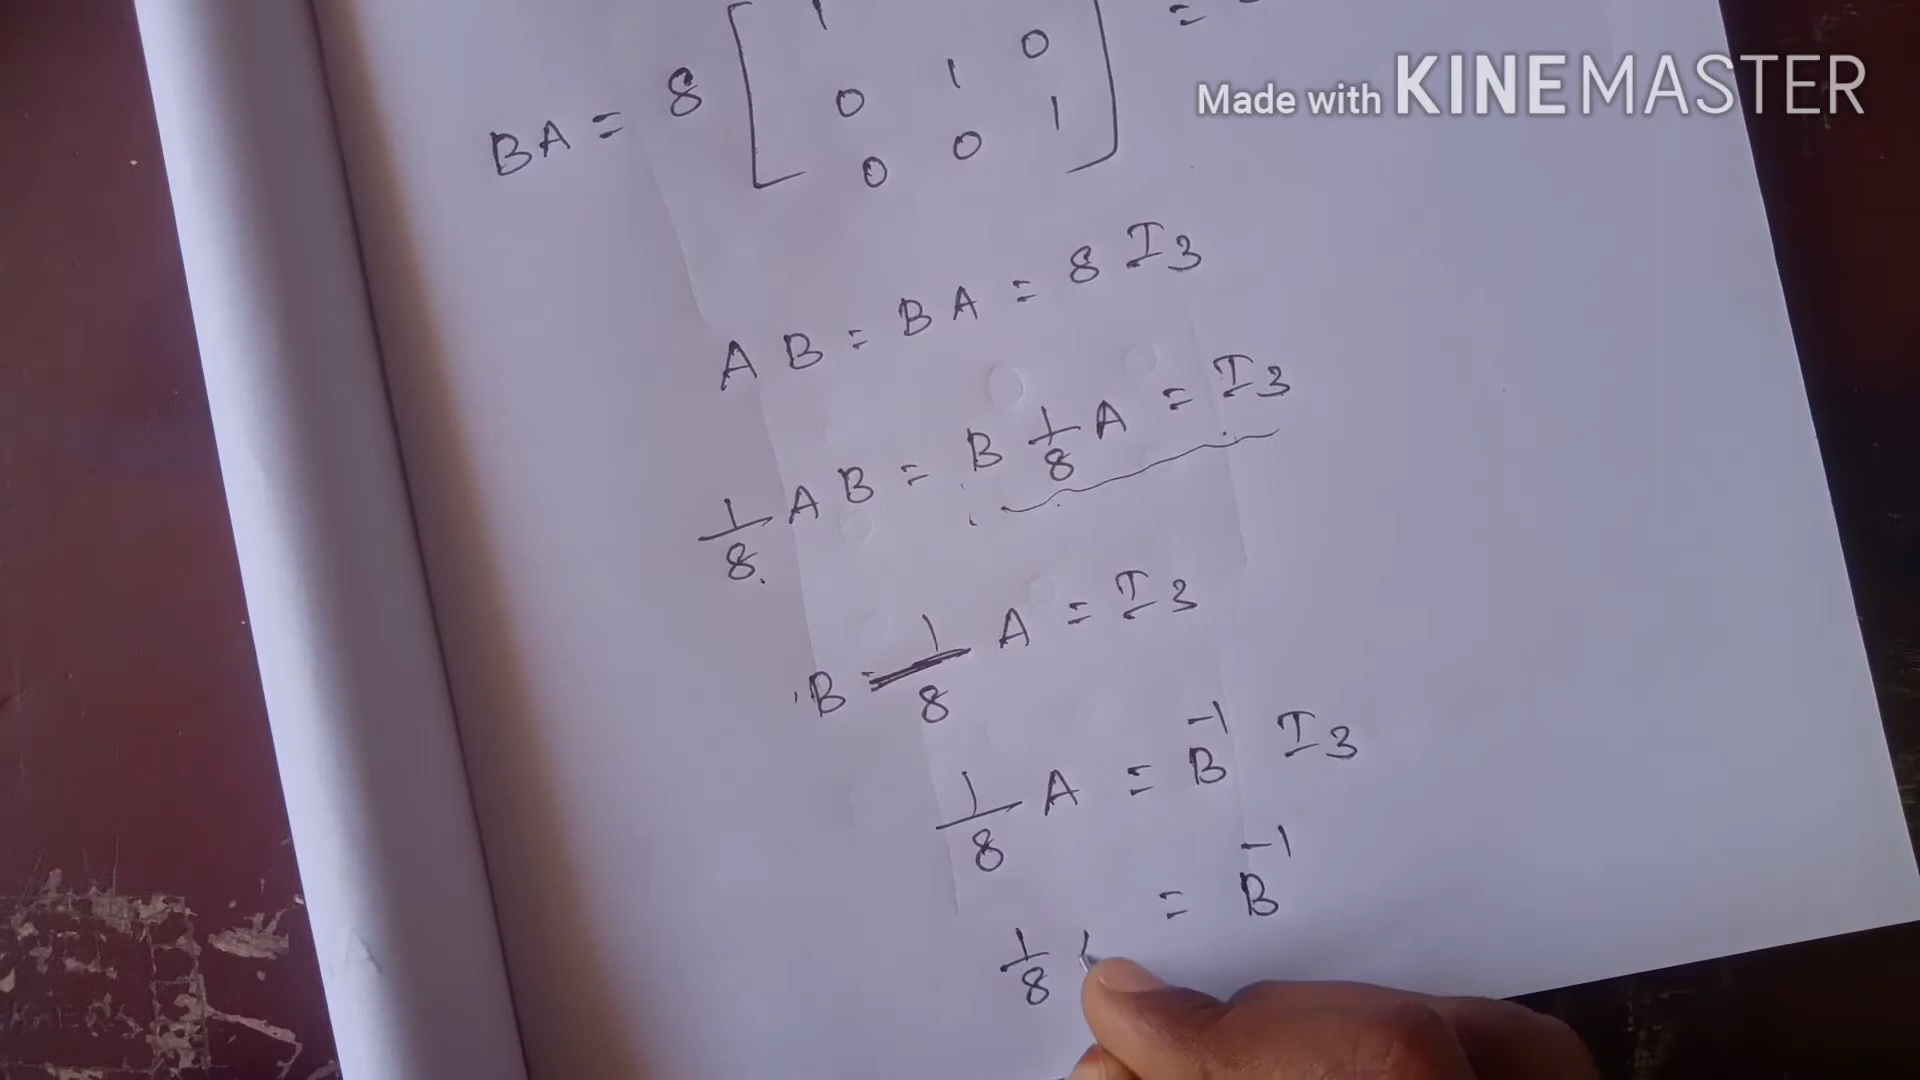 Made with KINEMASTER
BA = 8 [ 1
0 1 0
0 0 1 ] =
AB = BA = 8 I3
1/8 AB = B 1/8 A = I3
B 1/8 A = I3
1/8 A = B^-1 I3
1/8 = B^-1